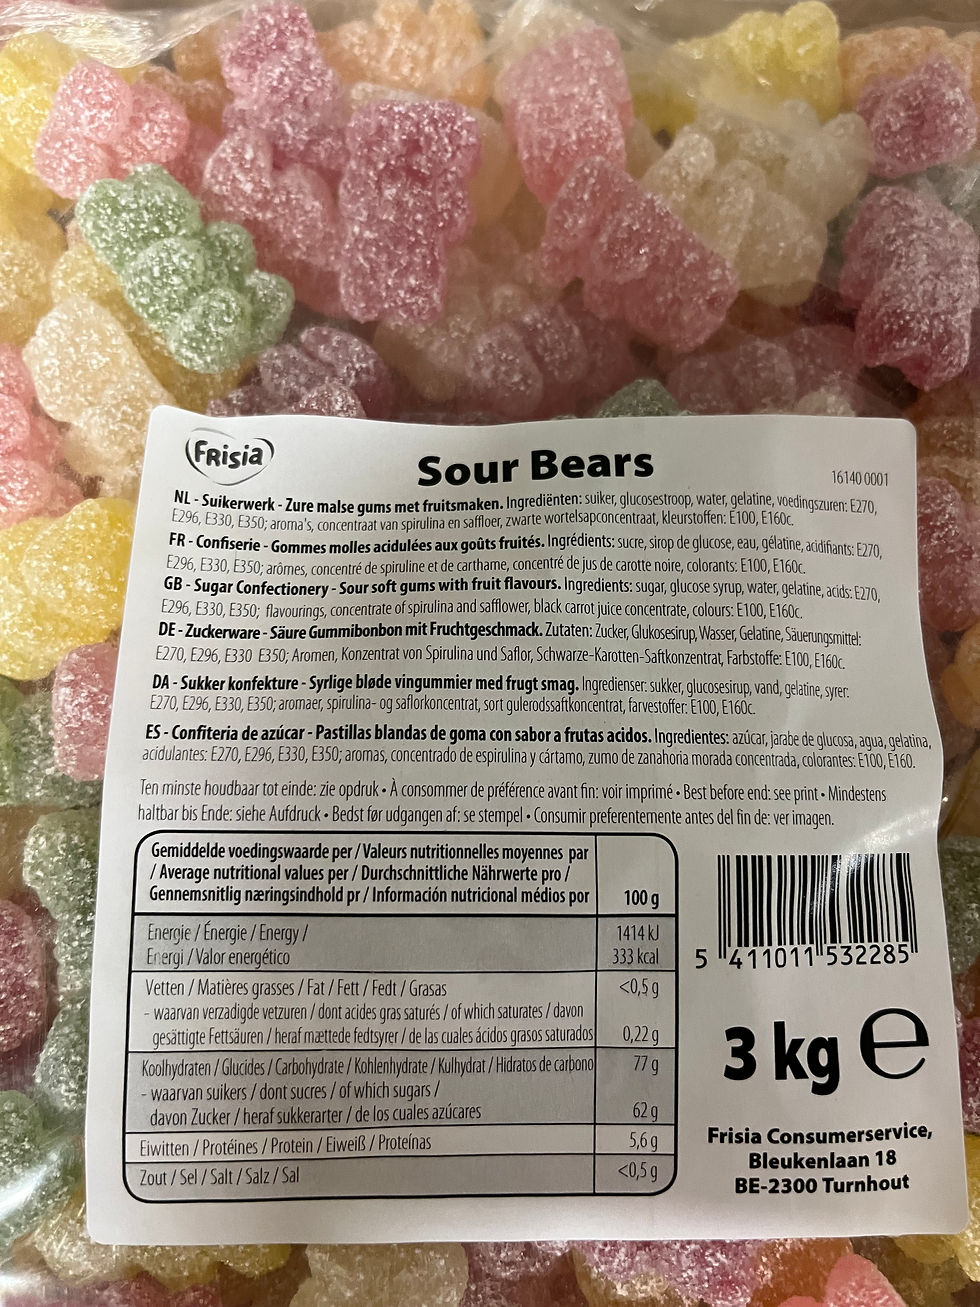 Frisia
Sour Bears
16140 0001
NL - Suikerwerk - Zure malse gums met fruitsmaken. Ingrediënten: suiker, glucosestroop, water, gelatine, voedingszuren: E270,
E296, E330, E350; aroma's, concentraat van spirulina en saffloer, zwarte wortelsapconcentraat, kleurstoffen: E100, E160c.
FR - Confiserie - Gommes molles acidulées aux goûts fruités. Ingrédients: sucre, sirop de glucose, eau, gélatine, acidifiants: E270,
E296, E330, E350; arômes, concentré de spiruline et de carthame, concentré de jus de carotte noire, colorants: E100, E160c.
GB - Sugar Confectionery - Sour soft gums with fruit flavours. Ingredients: sugar, glucose syrup, water, gelatine, acids: E270,
E296, E330, E350; flavourings, concentrate of spirulina and safflower, black carrot juice concentrate, colours: E100, E160c.
DE - Zuckerware - Säure Gummibonbon mit Fruchtgeschmack. Zutaten: Zucker, Glukosesirup, Wasser, Gelatine, Säuerungsmittel:
E270, E296, E330 E350; Aromen, Konzentrat von Spirulina und Saflor, Schwarze-Karotten-Saftkonzentrat, Farbstoffe: E100, E160c.
DA - Sukker konfekture - Syrlige bløde vingummier med frugt smag. Ingredienser: sukker, glucosesirup, vand, gelatine, syrer:
E270, E296, E330, E350; aromaer, spirulina- og saflorkoncentrat, sort gulerodssaftkoncentrat, farvestoffer: E100, E160c.
ES - Confiteria de azúcar - Pastillas blandas de goma con sabor a frutas acidos. Ingredientes: azúcar, jarabe de glucosa, aqua, gelatina,
acidulantes: E270, E296, E330, E350; aromas, concentrado de espirulina y cártamo, zumo de zanahoria morada concentrada, colorantes: E100, E160.
Ten minste houdbaar tot einde: zie opdruk • À consommer de préférence avant fin: voir imprimé • Best before end: see print • Mindestens
haltbar bis Ende: siehe Aufdruck • Bedst før udgangen af: se stempel • Consumir preferentemente antes del fin de: ver imagen.
Gemiddelde voedingswaarde per / Valeurs nutritionnelles moyennes par
/ Average nutritional values per / Durchschnittliche Nährwerte pro /
Gennemsnitlig næringsindhold pr / Información nutricional médios por 100 g
Energie / Énergie / Energy / 1414 kJ
Energi / Valor energético 333 kcal
Vetten / Matières grasses / Fat / Fett / Fedt / Grasas <0,5 g
- waarvan verzadigde vetzuren / dont acides gras saturés / of which saturates / davon
gesättigte Fettsäuren / heraf mættede fedtsyrer / de las cuales ácidos grasos saturados 0,22 g
Koolhydraten / Glucides / Carbohydrate / Kohlenhydrate / Kulhydrat / Hidratos de carbono 77 g
- waarvan suikers / dont sucres / of which sugars /
davon Zucker / heraf sukkerarter / de los cuales azúcares 62 g
Eiwitten / Protéines / Protein / Eiweiß / Proteínas 5,6 g
Zout / Sel / Salt / Salz / Sal <0,5 g
5 411011 532285
3 kg ℮
Frisia Consumerservice,
Bleukenlaan 18
BE-2300 Turnhout